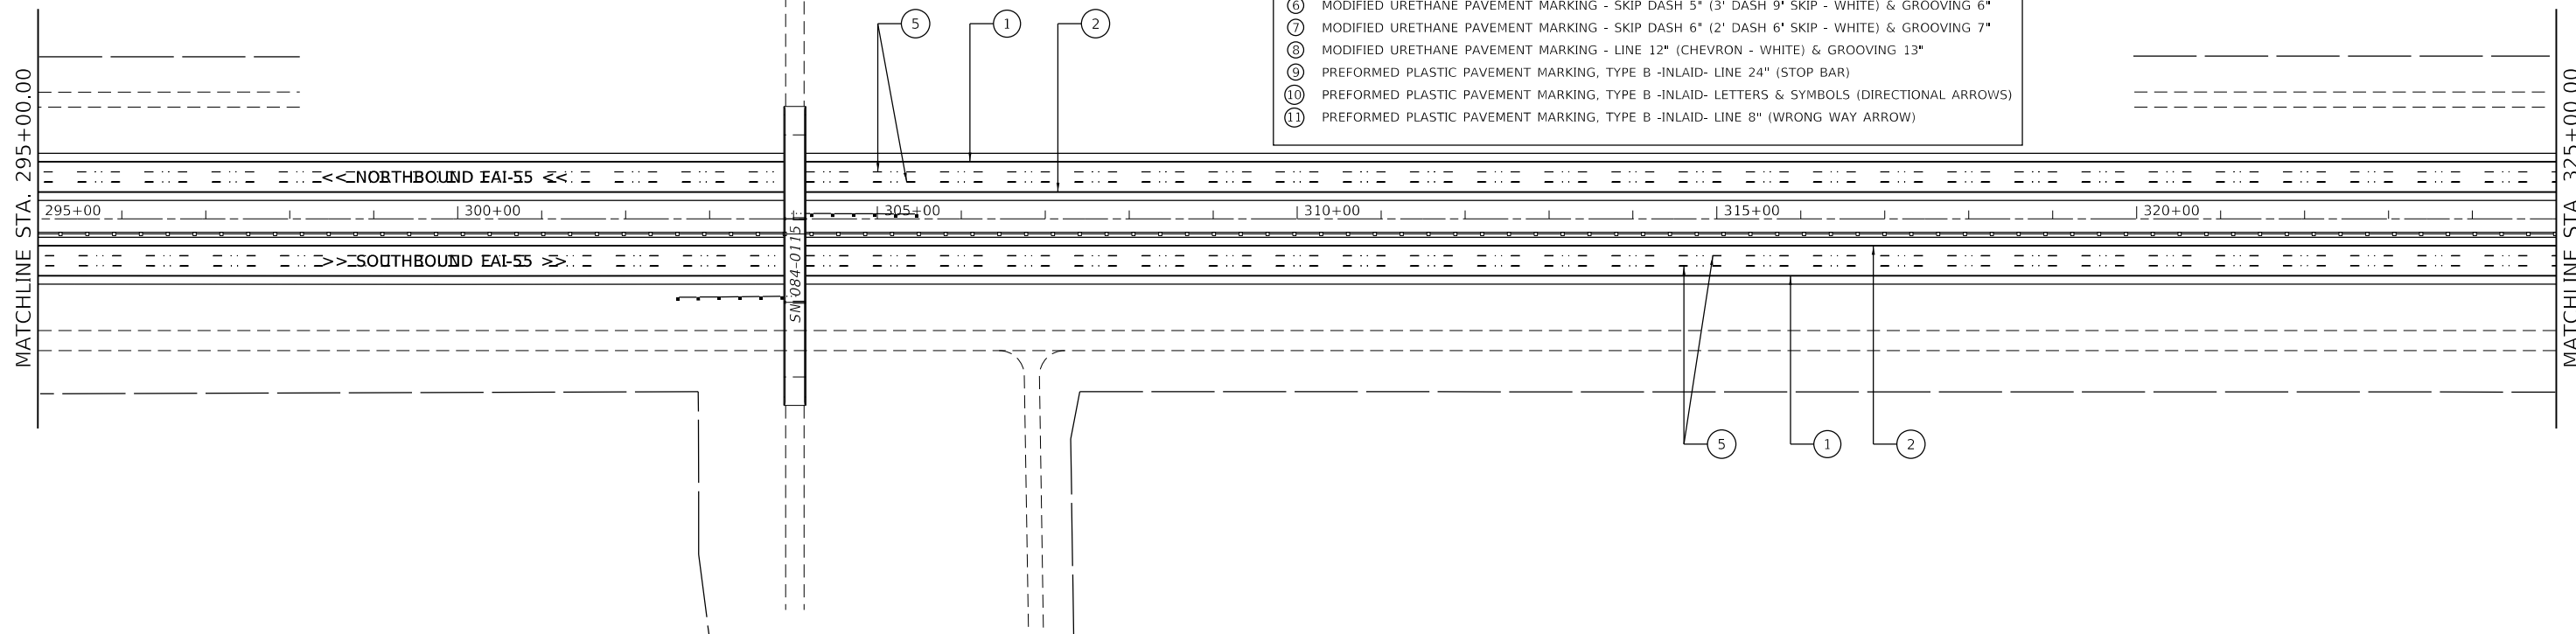 ⑥ MODIFIED URETHANE PAVEMENT MARKING - SKIP DASH 5" (3' DASH 9' SKIP - WHITE) & GROOVING 6"
⑦ MODIFIED URETHANE PAVEMENT MARKING - SKIP DASH 6" (2' DASH 6' SKIP - WHITE) & GROOVING 7"
⑧ MODIFIED URETHANE PAVEMENT MARKING - LINE 12" (CHEVRON - WHITE) & GROOVING 13"
⑨ PREFORMED PLASTIC PAVEMENT MARKING, TYPE B -INLAID- LINE 24" (STOP BAR)
⑩ PREFORMED PLASTIC PAVEMENT MARKING, TYPE B -INLAID- LETTERS & SYMBOLS (DIRECTIONAL ARROWS)
⑪ PREFORMED PLASTIC PAVEMENT MARKING, TYPE B -INLAID- LINE 8" (WRONG WAY ARROW)
5 1 2
MATCHLINE STA. 295+00.00
<< NORTHBOUND FAI-55 <<
295+00 300+00 305+00 310+00 315+00 320+00
>> SOUTHBOUND FAI-55 >>
SN 084-0115
MATCHLINE STA. 325+00.00
5 1 2